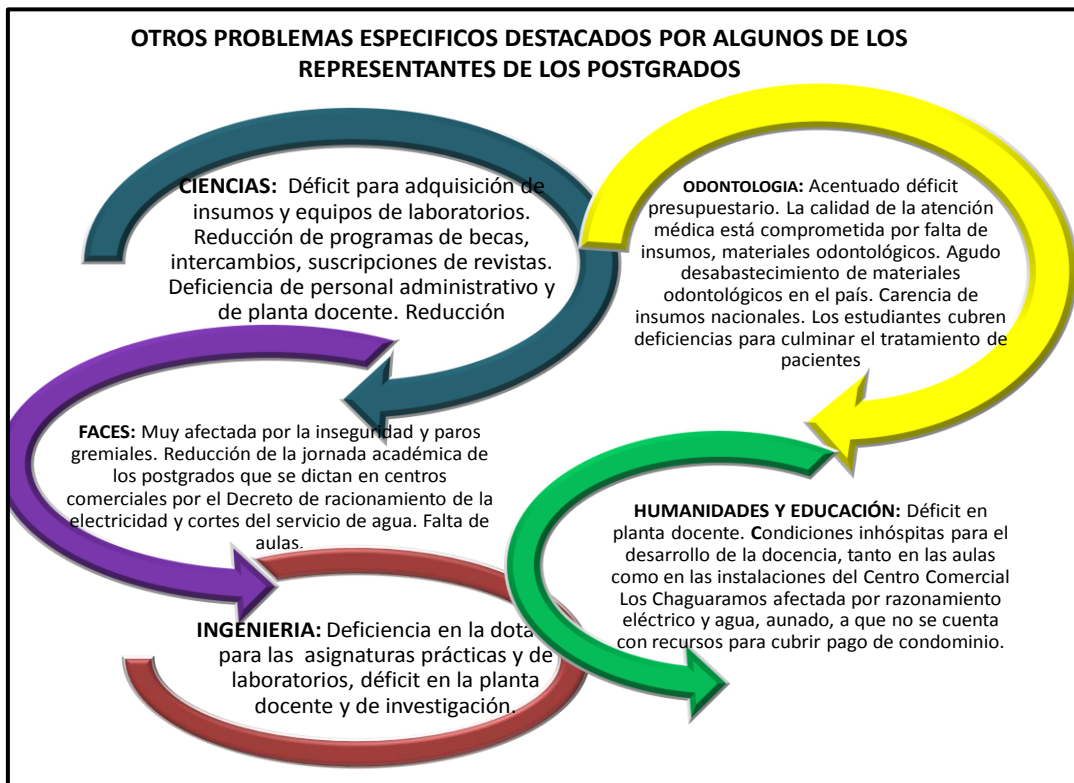 OTROS PROBLEMAS ESPECIFICOS DESTACADOS POR ALGUNOS DE LOS
REPRESENTANTES DE LOS POSTGRADOS
CIENCIAS: Déficit para adquisición de
insumos y equipos de laboratorios.
Reducción de programas de becas,
intercambios, suscripciones de revistas.
Deficiencia de personal administrativo y
de planta docente. Reducción
ODONTOLOGIA: Acentuado déficit
presupuestario. La calidad de la atención
médica está comprometida por falta de
insumos, materiales odontológicos. Agudo
desabastecimiento de materiales
odontológicos en el país. Carencia de
insumos nacionales. Los estudiantes cubren
deficiencias para culminar el tratamiento de
pacientes
FACES: Muy afectada por la inseguridad y paros
gremiales. Reducción de la jornada académica de
los postgrados que se dictan en centros
comerciales por el Decreto de racionamiento de la
electricidad y cortes del servicio de agua. Falta de
aulas.
HUMANIDADES Y EDUCACIÓN: Déficit en
planta docente. Condiciones inhóspitas para el
desarrollo de la docencia, tanto en las aulas
como en las instalaciones del Centro Comercial
Los Chaguaramos afectada por razonamiento
eléctrico y agua, aunado, a que no se cuenta
con recursos para cubrir pago de condominio.
INGENIERIA: Deficiencia en la
para las asignaturas prácticas y de
laboratorios, déficit en la planta
docente y de investigación.